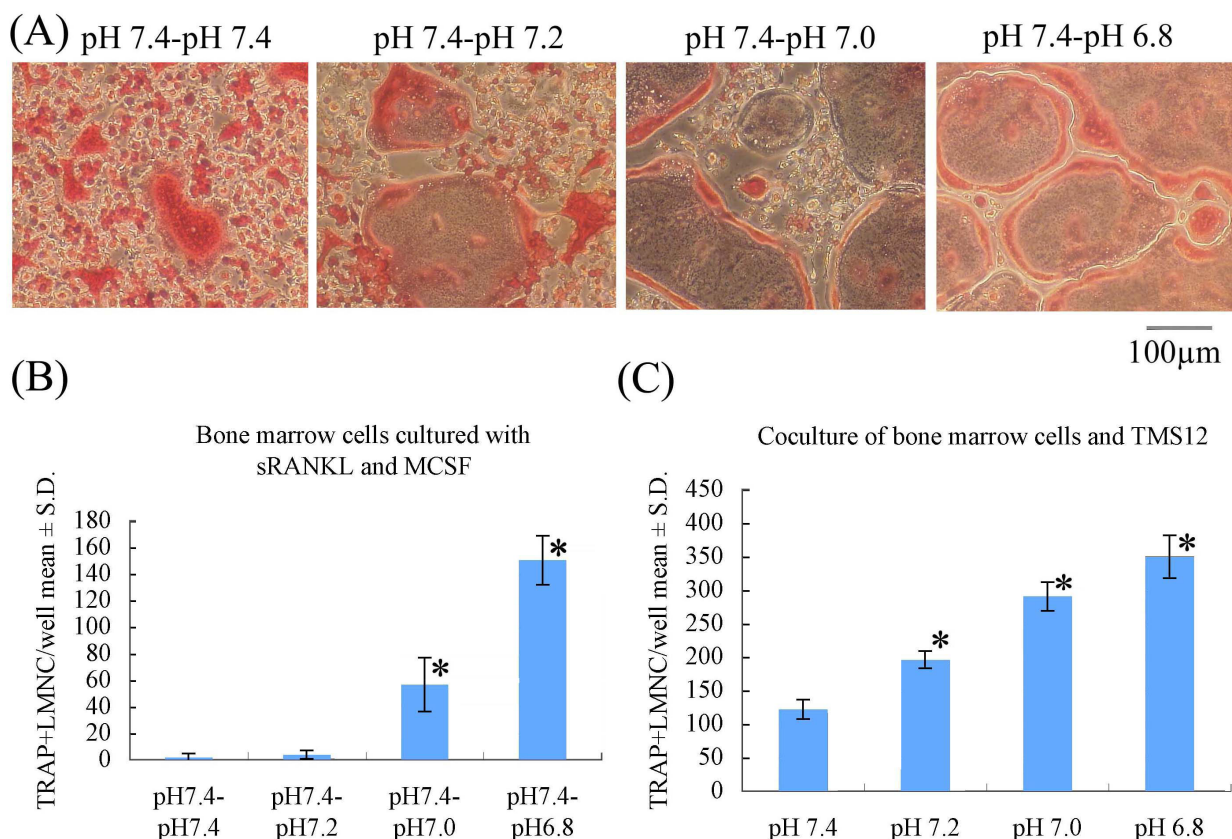 (A)
pH 7.4-pH 7.4
pH 7.4-pH 7.2
pH 7.4-pH 7.0
pH 7.4-pH 6.8
100µm
(B)
Bone marrow cells cultured with
sRANKL and MCSF
TRAP+LMNC/well mean ± S.D.
180
160
140
120
100
80
60
40
20
0
*
*
pH7.4-
pH7.4
pH7.4-
pH7.2
pH7.4-
pH7.0
pH7.4-
pH6.8
(C)
Coculture of bone marrow cells and TMS12
TRAP+LMNC/well mean ± S.D.
450
400
350
300
250
200
150
100
50
0
*
*
*
pH 7.4
pH 7.2
pH 7.0
pH 6.8